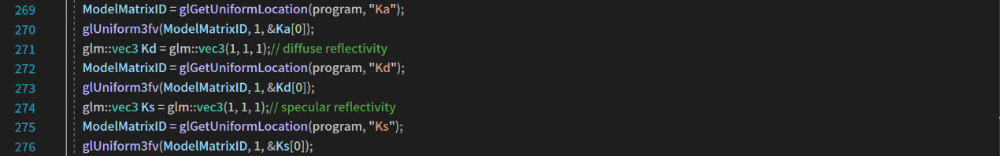 269 ModelMatrixID = glGetUniformLocation(program, "Ka");
270 glUniform3fv(ModelMatrixID, 1, &Ka[0]);
271 glm::vec3 Kd = glm::vec3(1, 1, 1);// diffuse reflectivity
272 ModelMatrixID = glGetUniformLocation(program, "Kd");
273 glUniform3fv(ModelMatrixID, 1, &Kd[0]);
274 glm::vec3 Ks = glm::vec3(1, 1, 1);// specular reflectivity
275 ModelMatrixID = glGetUniformLocation(program, "Ks");
276 glUniform3fv(ModelMatrixID, 1, &Ks[0]);